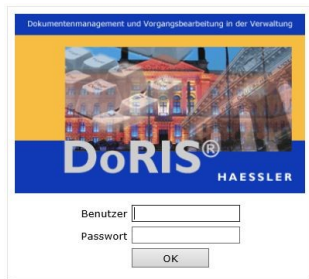 Dokumentenmanagement und Vorgangsbearbeitung in der Verwaltung
DoRIS®
HAESSLER
Benutzer
Passwort
OK